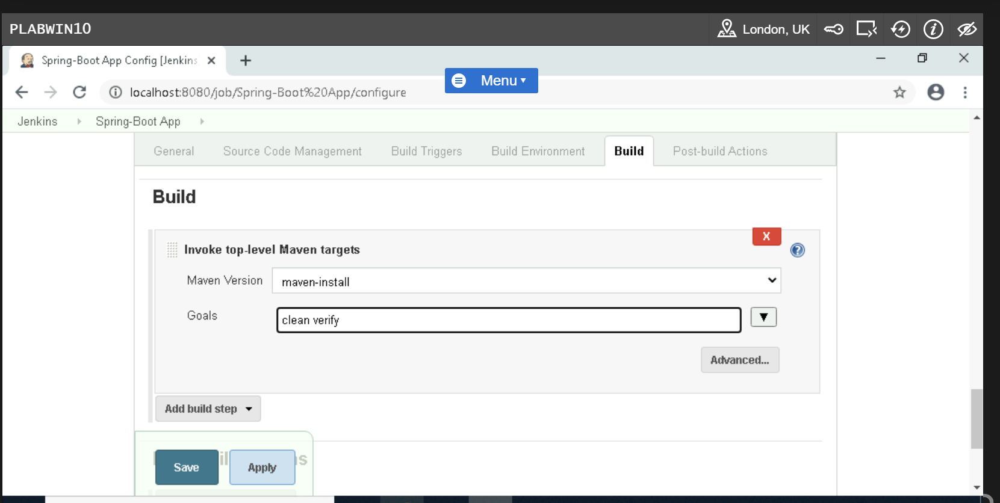 PLABWIN10
London, UK
Spring-Boot App Config [Jenkins
Menu
localhost:8080/job/Spring-Boot%20App/configure
Jenkins
Spring-Boot App
General
Source Code Management
Build Triggers
Build Environment
Build
Post-build Actions
Build
X
Invoke top-level Maven targets
Maven Version
maven-install
Goals
clean verify
Advanced...
Add build step
Save
Apply